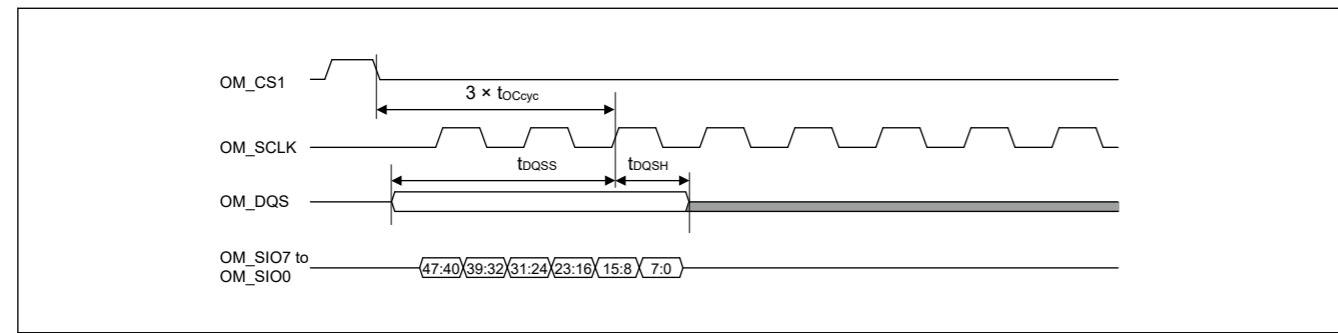 OM_CS1
3 × tOCcyc
OM_SCLK
tDQSS
tDQSH
OM_DQS
OM_SIO7 to
OM_SIO0
47:40 39:32 31:24 23:16 15:8 7:0